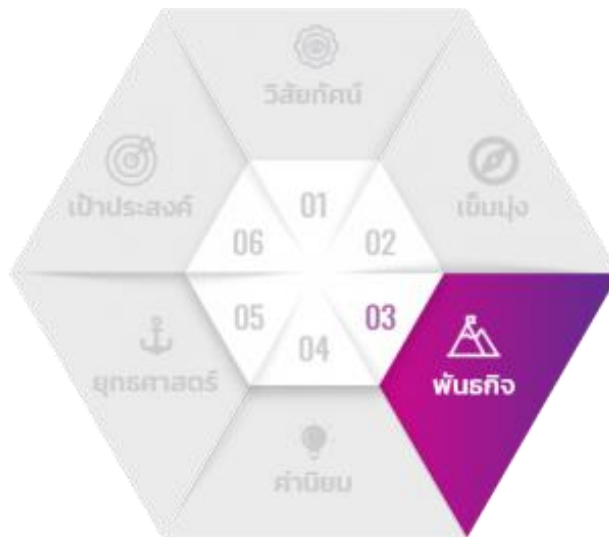 วิสัยทัศน์
01
เข็มมุ่ง
02
พันธกิจ
03
ค่านิยม
04
ยุทธศาสตร์
05
เป้าประสงค์
06